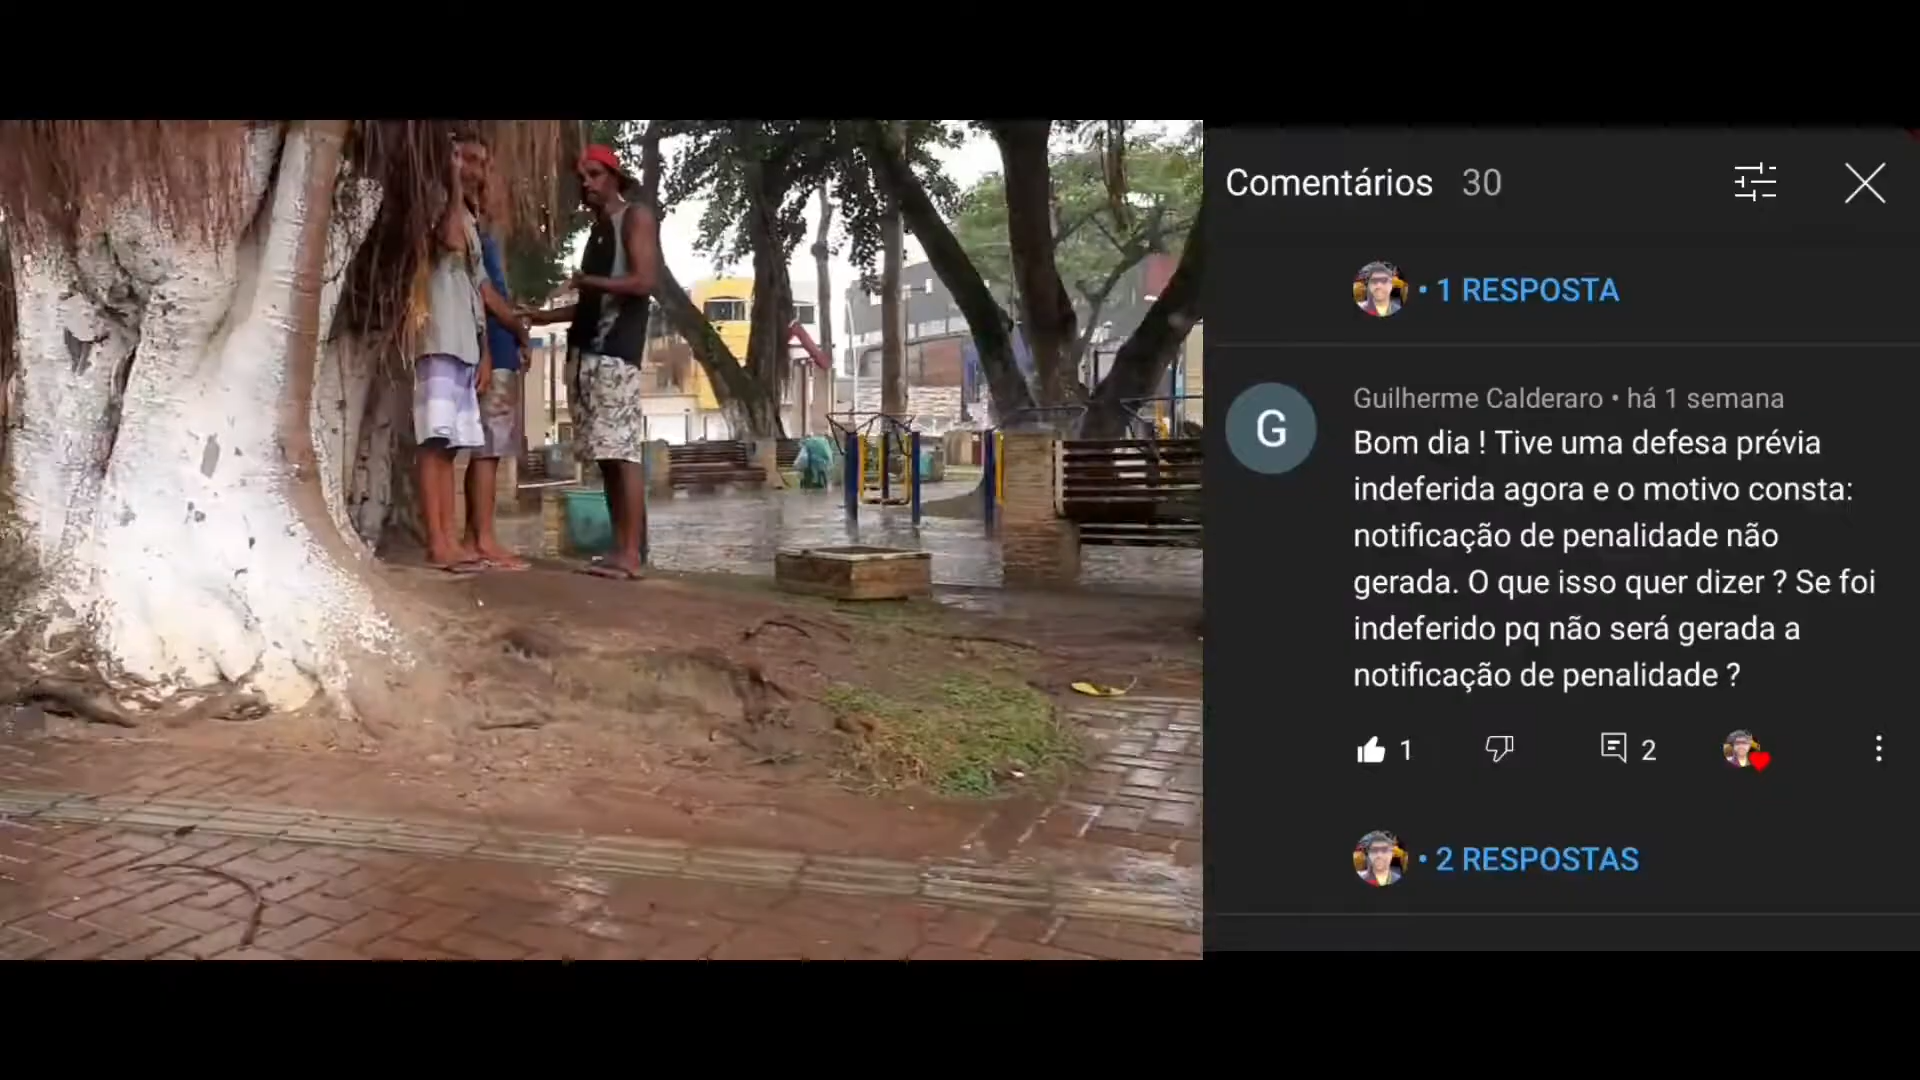 Comentários 30
• 1 RESPOSTA
G
Guilherme Calderaro • há 1 semana
Bom dia ! Tive uma defesa prévia
indeferida agora e o motivo consta:
notificação de penalidade não
gerada. O que isso quer dizer ? Se foi
indeferido pq não será gerada a
notificação de penalidade ?
1 2
• 2 RESPOSTAS